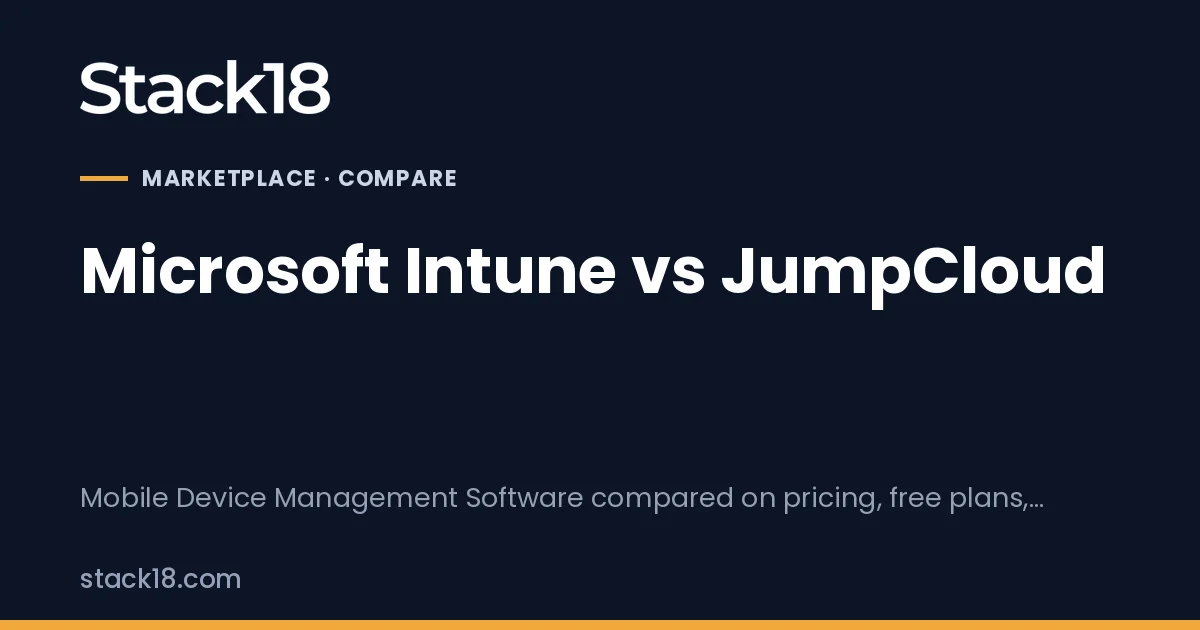 Stack18
MARKETPLACE · COMPARE
Microsoft Intune vs JumpCloud
Mobile Device Management Software compared on pricing, free plans,...
stack18.com